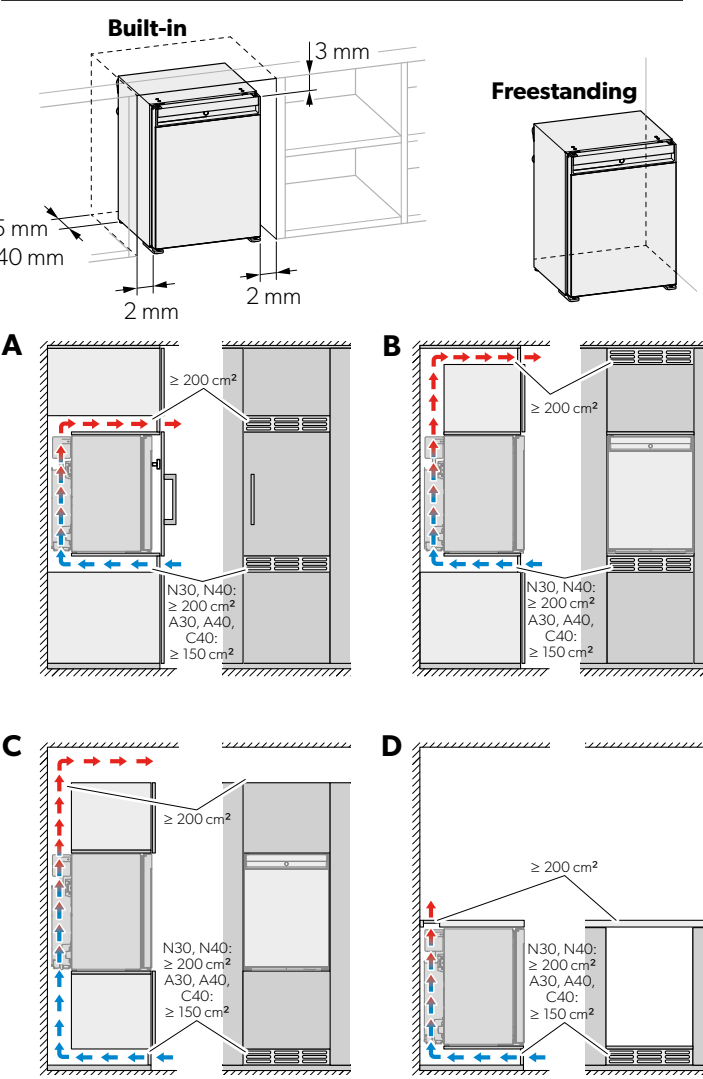 Built-in
3 mm
Freestanding
5 mm
40 mm
2 mm
2 mm
A
≥ 200 cm²
N30, N40:
≥ 200 cm²
A30, A40,
C40:
≥ 150 cm²
B
≥ 200 cm²
N30, N40:
≥ 200 cm²
A30, A40,
C40:
≥ 150 cm²
C
≥ 200 cm²
N30, N40:
≥ 200 cm²
A30, A40,
C40:
≥ 150 cm²
D
≥ 200 cm²
N30, N40:
≥ 200 cm²
A30, A40,
C40:
≥ 150 cm²